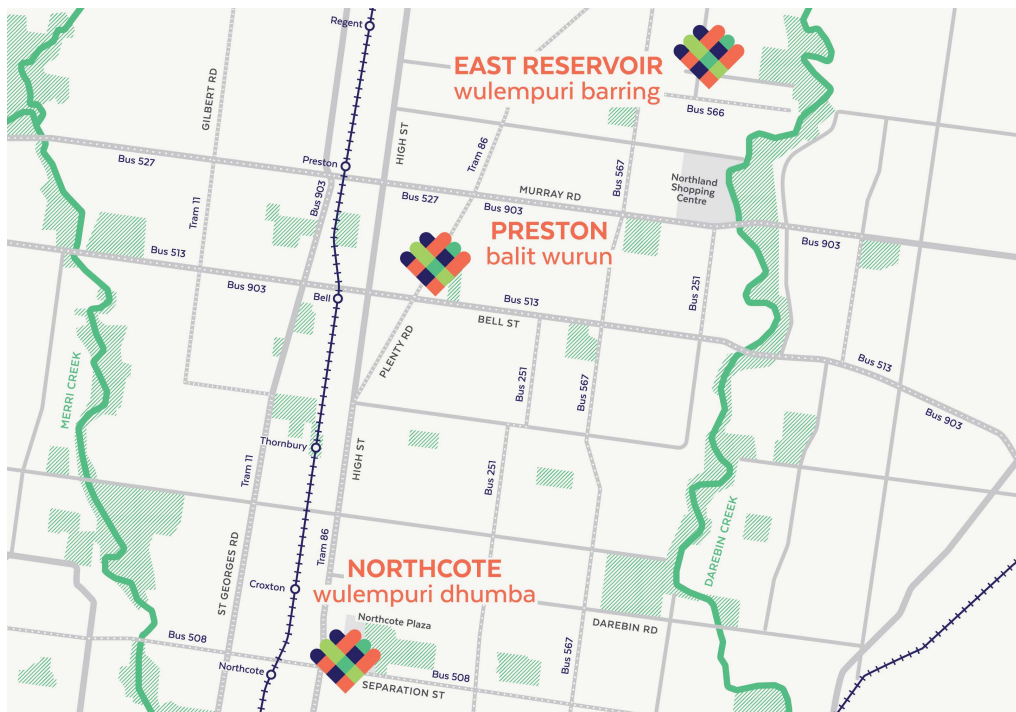 Regent
EAST RESERVOIR
wulempuri barring
GILBERT RD
Bus 566
HIGH ST
Tram 86
Preston
Bus 527
Bus 567
Northland
Shopping
Centre
Bus 903
Bus 527
MURRAY RD
Bus 903
Tram 11
PRESTON
balit wurun
Bus 903
Bus 513
Bus 903
Bell
Bus 513
Bus 251
BELL ST
PLENTY RD
Bus 513
MERRI CREEK
Bus 251
Bus 567
Bus 903
Thornbury
HIGH ST
Tram 11
Bus 251
DAREBIN CREEK
Tram 86
ST GEORGES RD
NORTHCOTE
wulempuri dhumba
Croxton
Northcote Plaza
DAREBIN RD
Bus 508
Bus 567
Northcote
Bus 508
SEPARATION ST